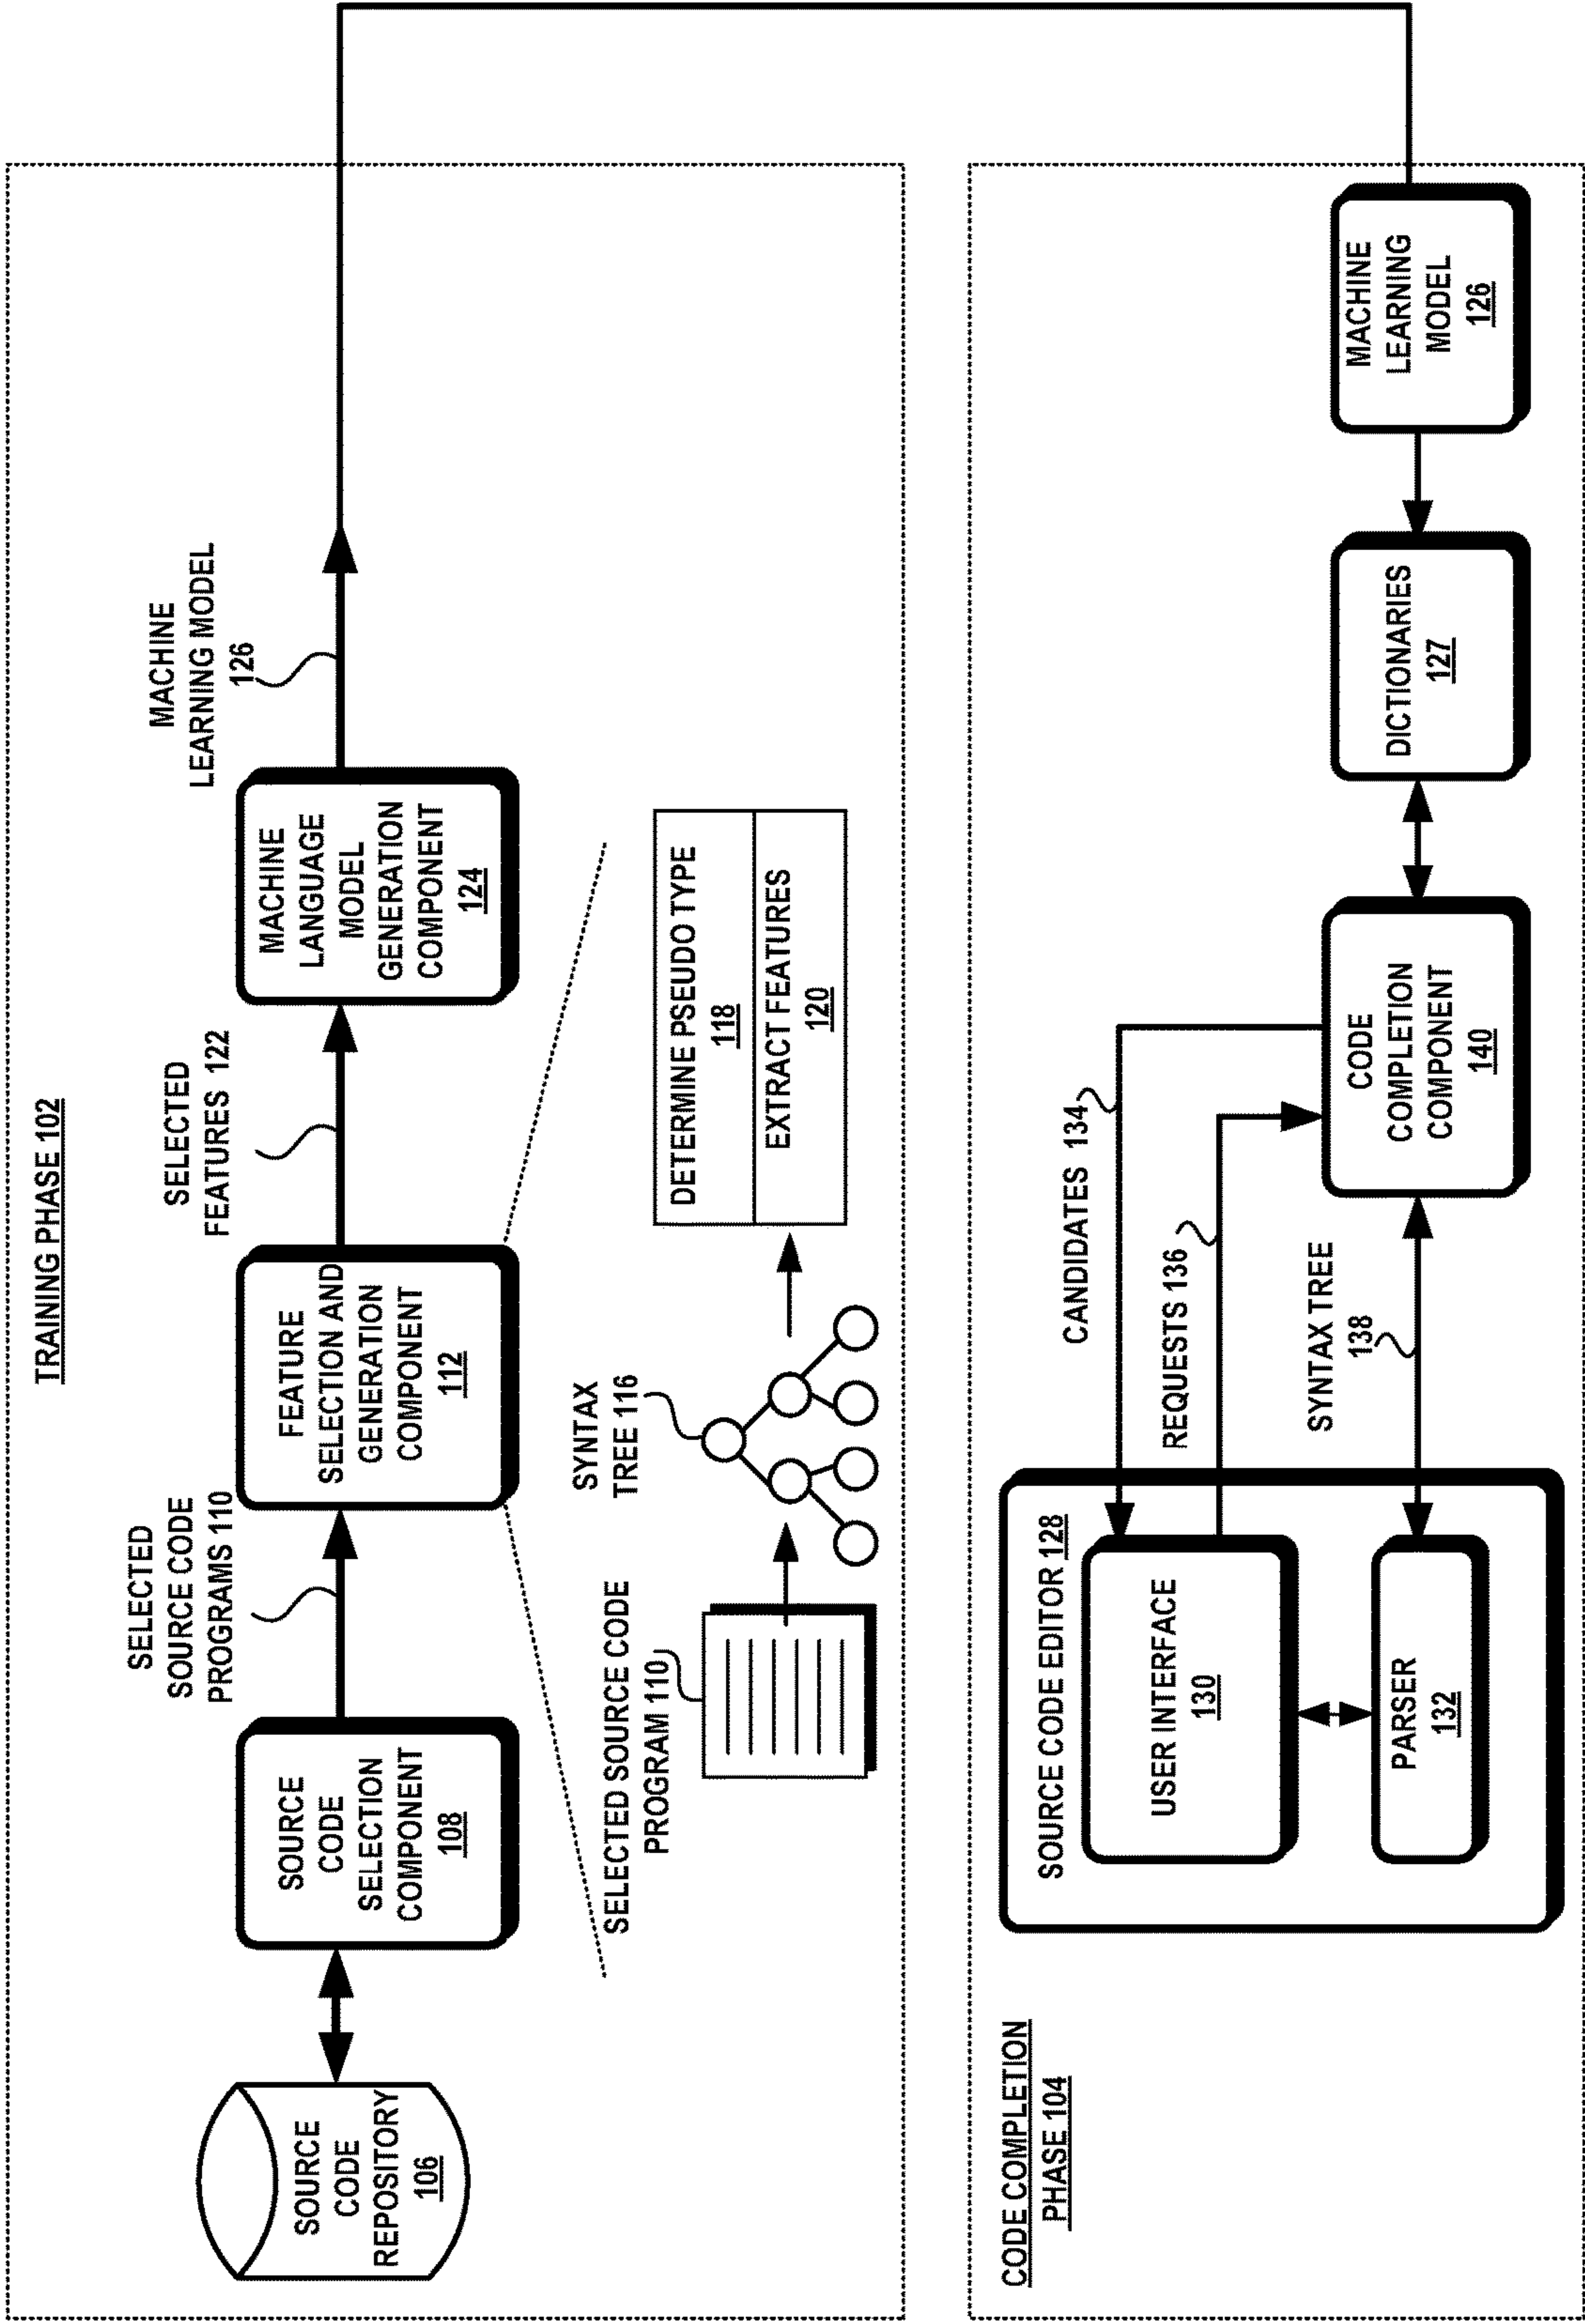 TRAINING PHASE 102
SOURCE
CODE
REPOSITORY
106
SOURCE
CODE
SELECTION
COMPONENT
108
SELECTED
SOURCE CODE
PROGRAMS 110
FEATURE
SELECTION AND
GENERATION
COMPONENT
112
SELECTED
FEATURES 122
MACHINE
LANGUAGE
MODEL
GENERATION
COMPONENT
124
MACHINE
LEARNING MODEL
126
SELECTED SOURCE CODE
PROGRAM 110
SYNTAX
TREE 116
DETERMINE PSEUDO TYPE
118
EXTRACT FEATURES
120
CODE COMPLETION
PHASE 104
SOURCE CODE EDITOR 128
USER INTERFACE
130
PARSER
132
CANDIDATES 134
REQUESTS 136
SYNTAX TREE
138
CODE
COMPLETION
COMPONENT
140
DICTIONARIES
127
MACHINE
LEARNING
MODEL
126